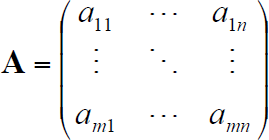 a₁₁ ⋯ a₁ₙ
A = ⋮ ⋱ ⋮
aₘ₁ ⋯ aₘₙ